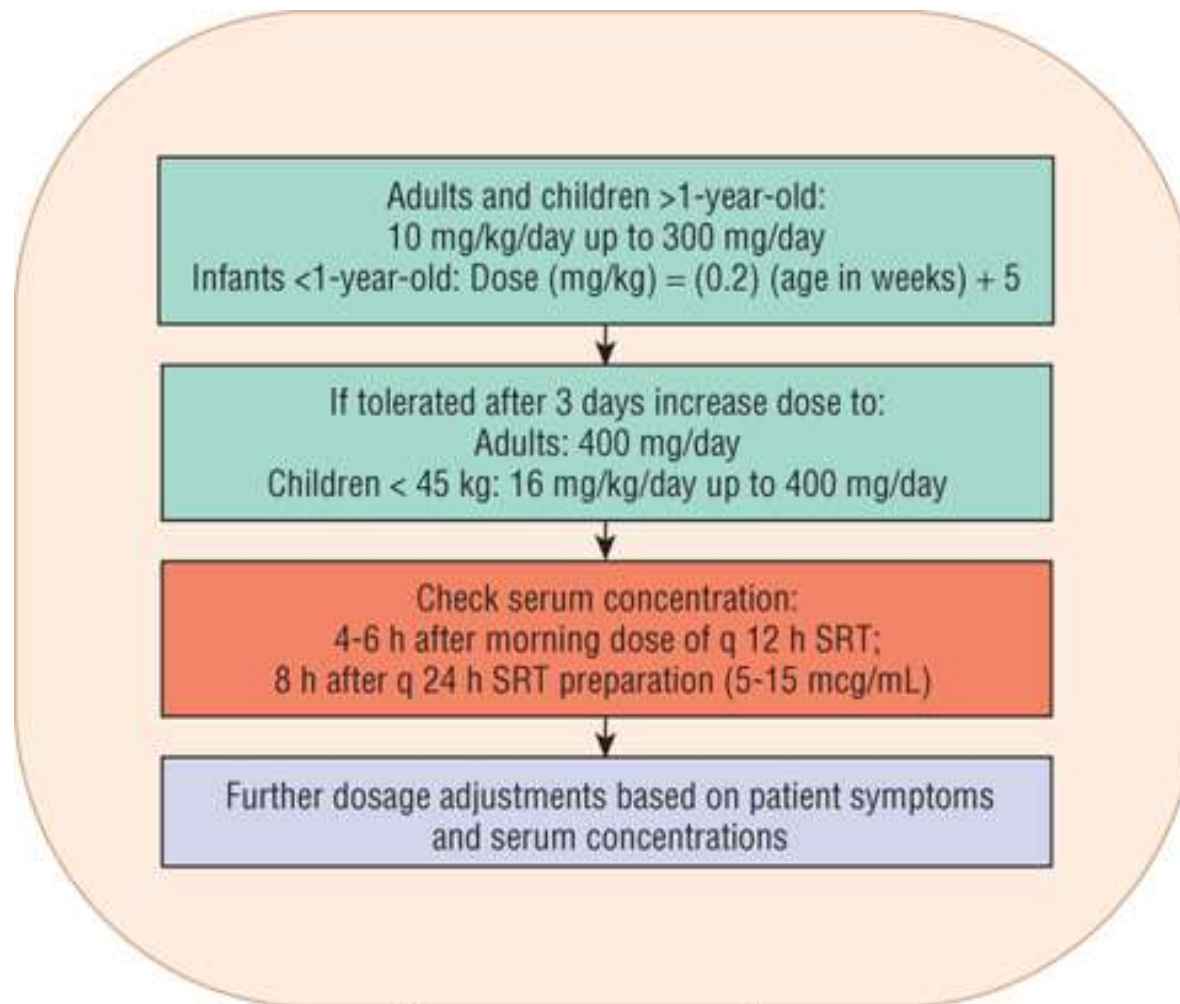 Adults and children >1-year-old:
10 mg/kg/day up to 300 mg/day
Infants <1-year-old: Dose (mg/kg) = (0.2) (age in weeks) + 5
If tolerated after 3 days increase dose to:
Adults: 400 mg/day
Children < 45 kg: 16 mg/kg/day up to 400 mg/day
Check serum concentration:
4-6 h after morning dose of q 12 h SRT;
8 h after q 24 h SRT preparation (5-15 mcg/mL)
Further dosage adjustments based on patient symptoms
and serum concentrations